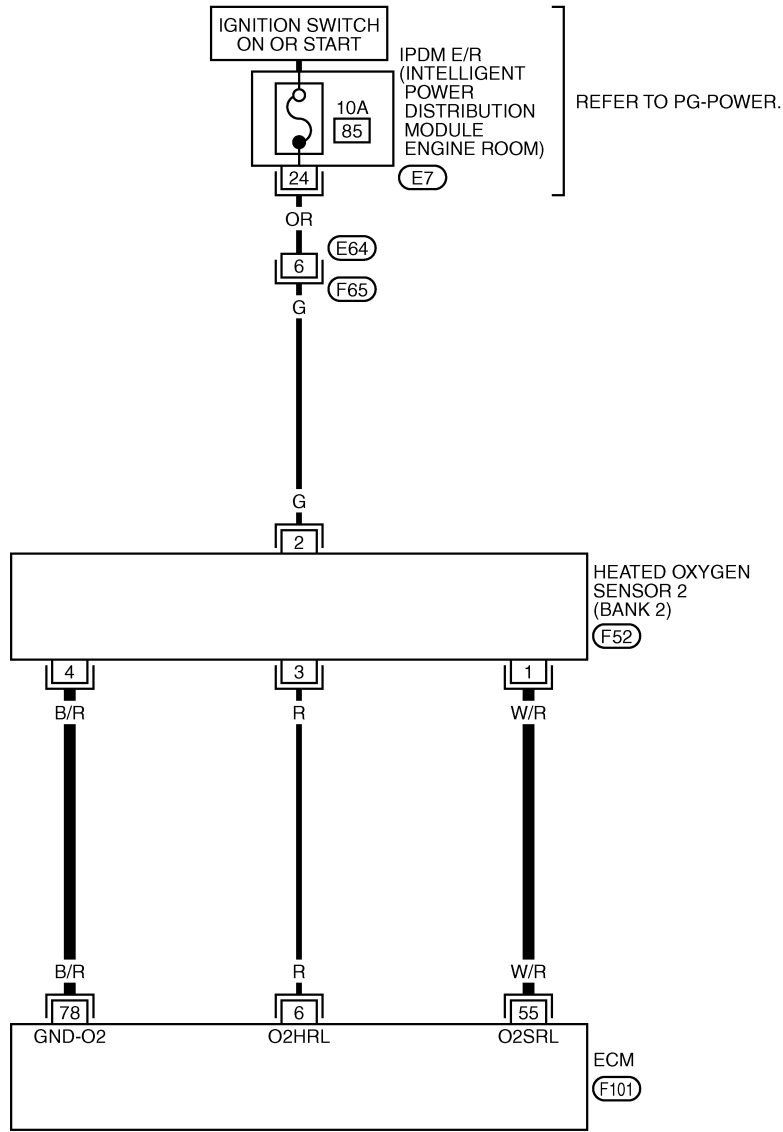 IGNITION SWITCH
ON OR START
IPDM E/R
(INTELLIGENT
POWER
DISTRIBUTION
MODULE
ENGINE ROOM)
10A
85
REFER TO PG-POWER.
24
E7
OR
E64
6
F65
G
G
2
HEATED OXYGEN
SENSOR 2
(BANK 2)
F52
4
3
1
B/R
R
W/R
B/R
R
W/R
78
6
55
GND-O2
O2HRL
O2SRL
ECM
F101